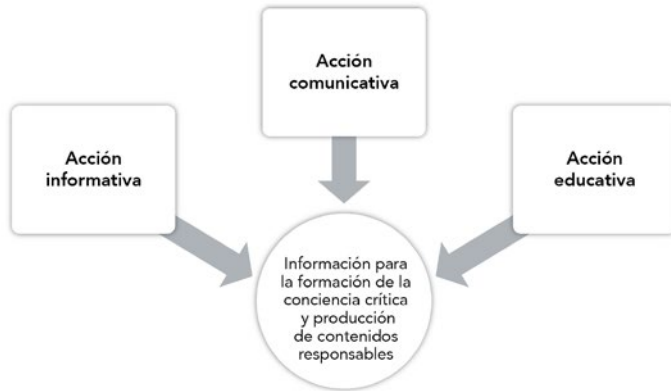 Acción
comunicativa
Acción
informativa
Acción
educativa
Información para
la formación de la
conciencia crítica
y producción
de contenidos
responsables